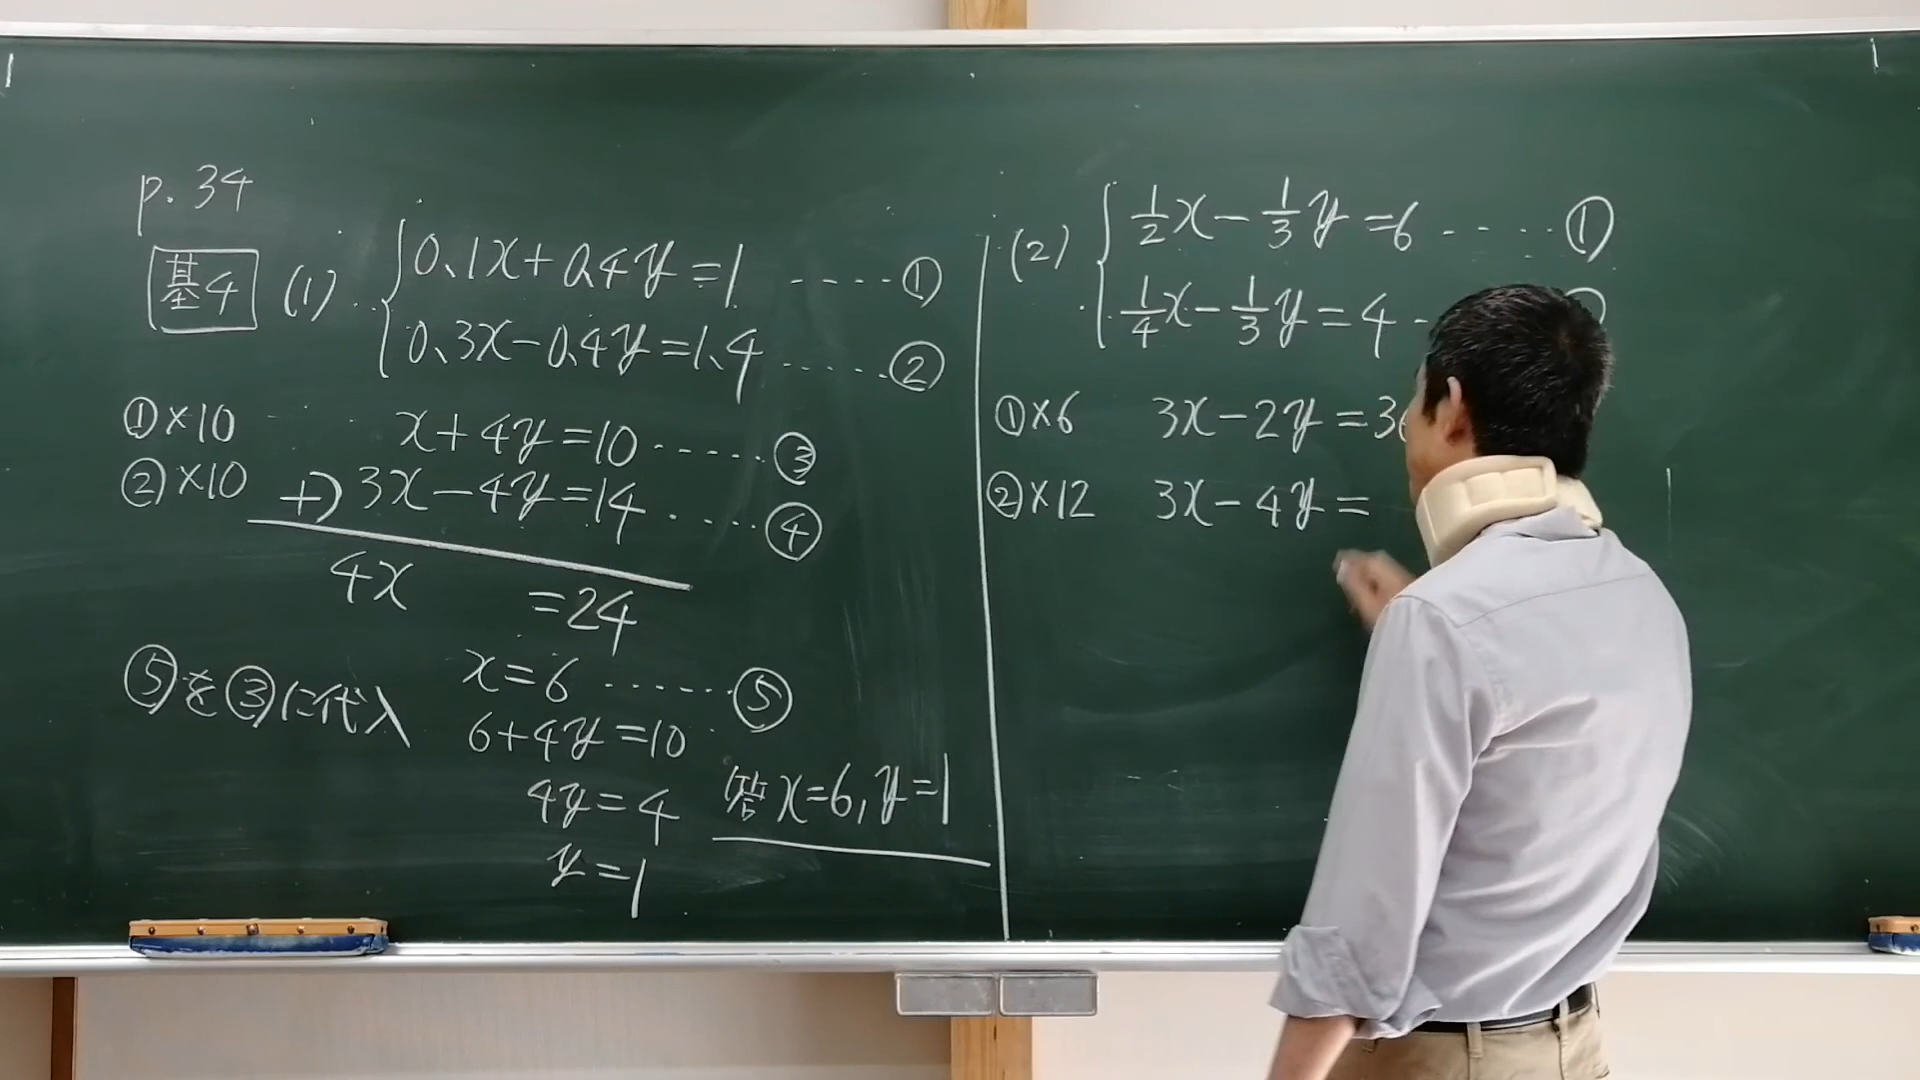 p. 34
基4 (1) 0.1x+0.4y=1 ----①
0.3x-0.4y=1.4 ......②
①×10 x+4y=10 ......③
②×10 +) 3x-4y=14 ....④
4x =24
x=6 ......⑤
⑤を③に代入 6+4y=10
4y=4
y=1
答 x=6, y=1
(2) 1/2x-1/3y=6 -----①
1/4x-1/3y=4 -
①×6 3x-2y=3
②×12 3x-4y=